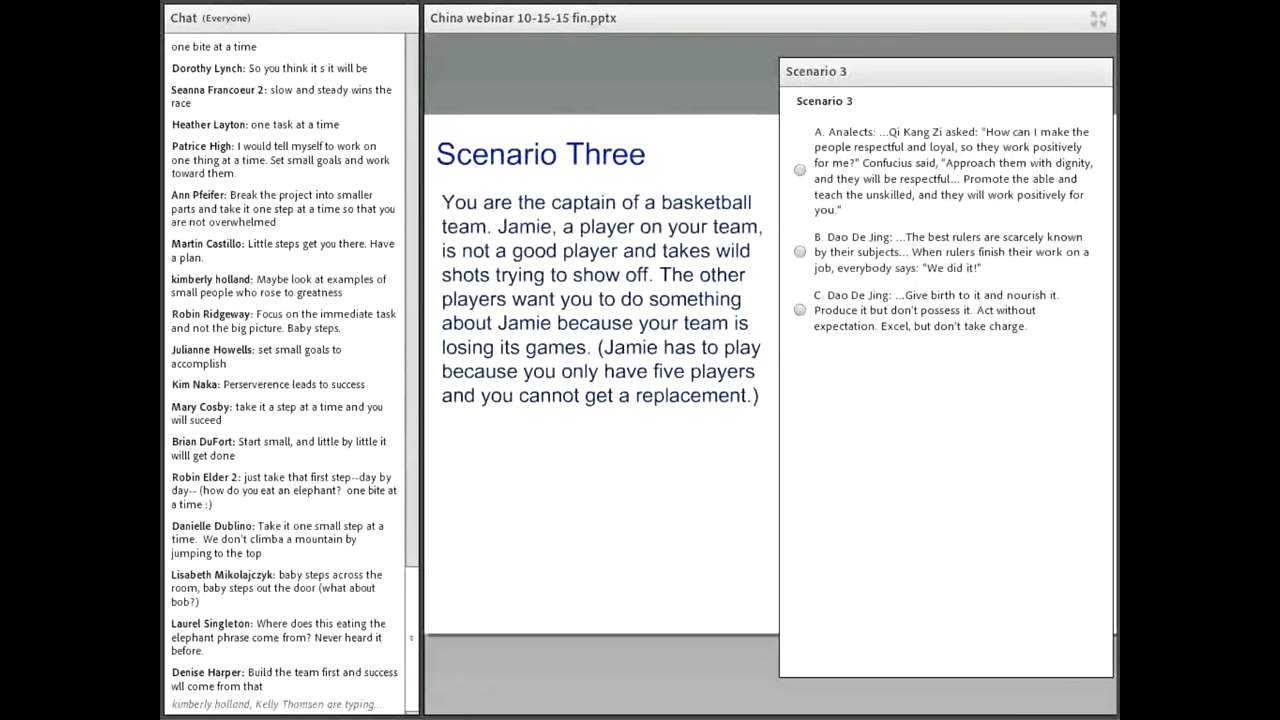 Chat (Everyone)
one bite at a time
Dorothy Lynch: So you think it s it will be
Seanna Francoeur 2: slow and steady wins the
race
Heather Layton: one task at a time
Patrice High: I would tell myself to work on
one thing at a time. Set small goals and work
toward them.
Ann Pfeifer: Break the project into smaller
parts and take it one step at a time so that you
are not overwhelmed
Martin Castillo: Little steps get you there. Have
a plan.
kimberly holland: Maybe look at examples of
small people who rose to greatness
Robin Ridgeway: Focus on the immediate task
and not the big picture. Baby steps.
Julianne Howells: set small goals to
accomplish
Kim Naka: Perserverence leads to success
Mary Cosby: take it a step at a time and you
will suceed
Brian DuFort: Start small, and little by little it
willl get done
Robin Elder 2: just take that first step--day by
day-- (how do you eat an elephant? one bite at
a time :)
Danielle Dublino: Take it one small step at a
time. We don't climba a mountain by
jumping to the top
Lisabeth Mikolajczyk: baby steps across the
room, baby steps out the door (what about
bob?)
Laurel Singleton: Where does this eating the
elephant phrase come from? Never heard it
before.
Denise Harper: Build the team first and success
wll come from that
kimberly holland, Kelly Thomsen are typing...
China webinar 10-15-15 fin.pptx
Scenario Three
You are the captain of a basketball
team. Jamie, a player on your team,
is not a good player and takes wild
shots trying to show off. The other
players want you to do something
about Jamie because your team is
losing its games. (Jamie has to play
because you only have five players
and you cannot get a replacement.)
Scenario 3
Scenario 3
A. Analects: ...Qi Kang Zi asked: "How can I make the
people respectful and loyal, so they work positively
for me?" Confucius said, "Approach them with dignity,
and they will be respectful... Promote the able and
teach the unskilled, and they will work positively for
you."
B. Dao De Jing: ...The best rulers are scarcely known
by their subjects... When rulers finish their work on a
job, everybody says: "We did it!"
C. Dao De Jing: ...Give birth to it and nourish it.
Produce it but don't possess it. Act without
expectation. Excel, but don't take charge.